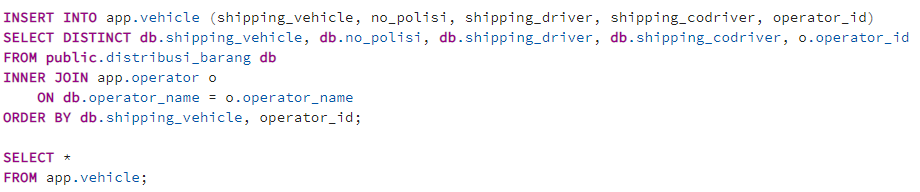 INSERT INTO app.vehicle (shipping_vehicle, no_polisi, shipping_driver, shipping_codriver, operator_id)
SELECT DISTINCT db.shipping_vehicle, db.no_polisi, db.shipping_driver, db.shipping_codriver, o.operator_id
FROM public.distribusi_barang db
INNER JOIN app.operator o
    ON db.operator_name = o.operator_name
ORDER BY db.shipping_vehicle, operator_id;

SELECT *
FROM app.vehicle;